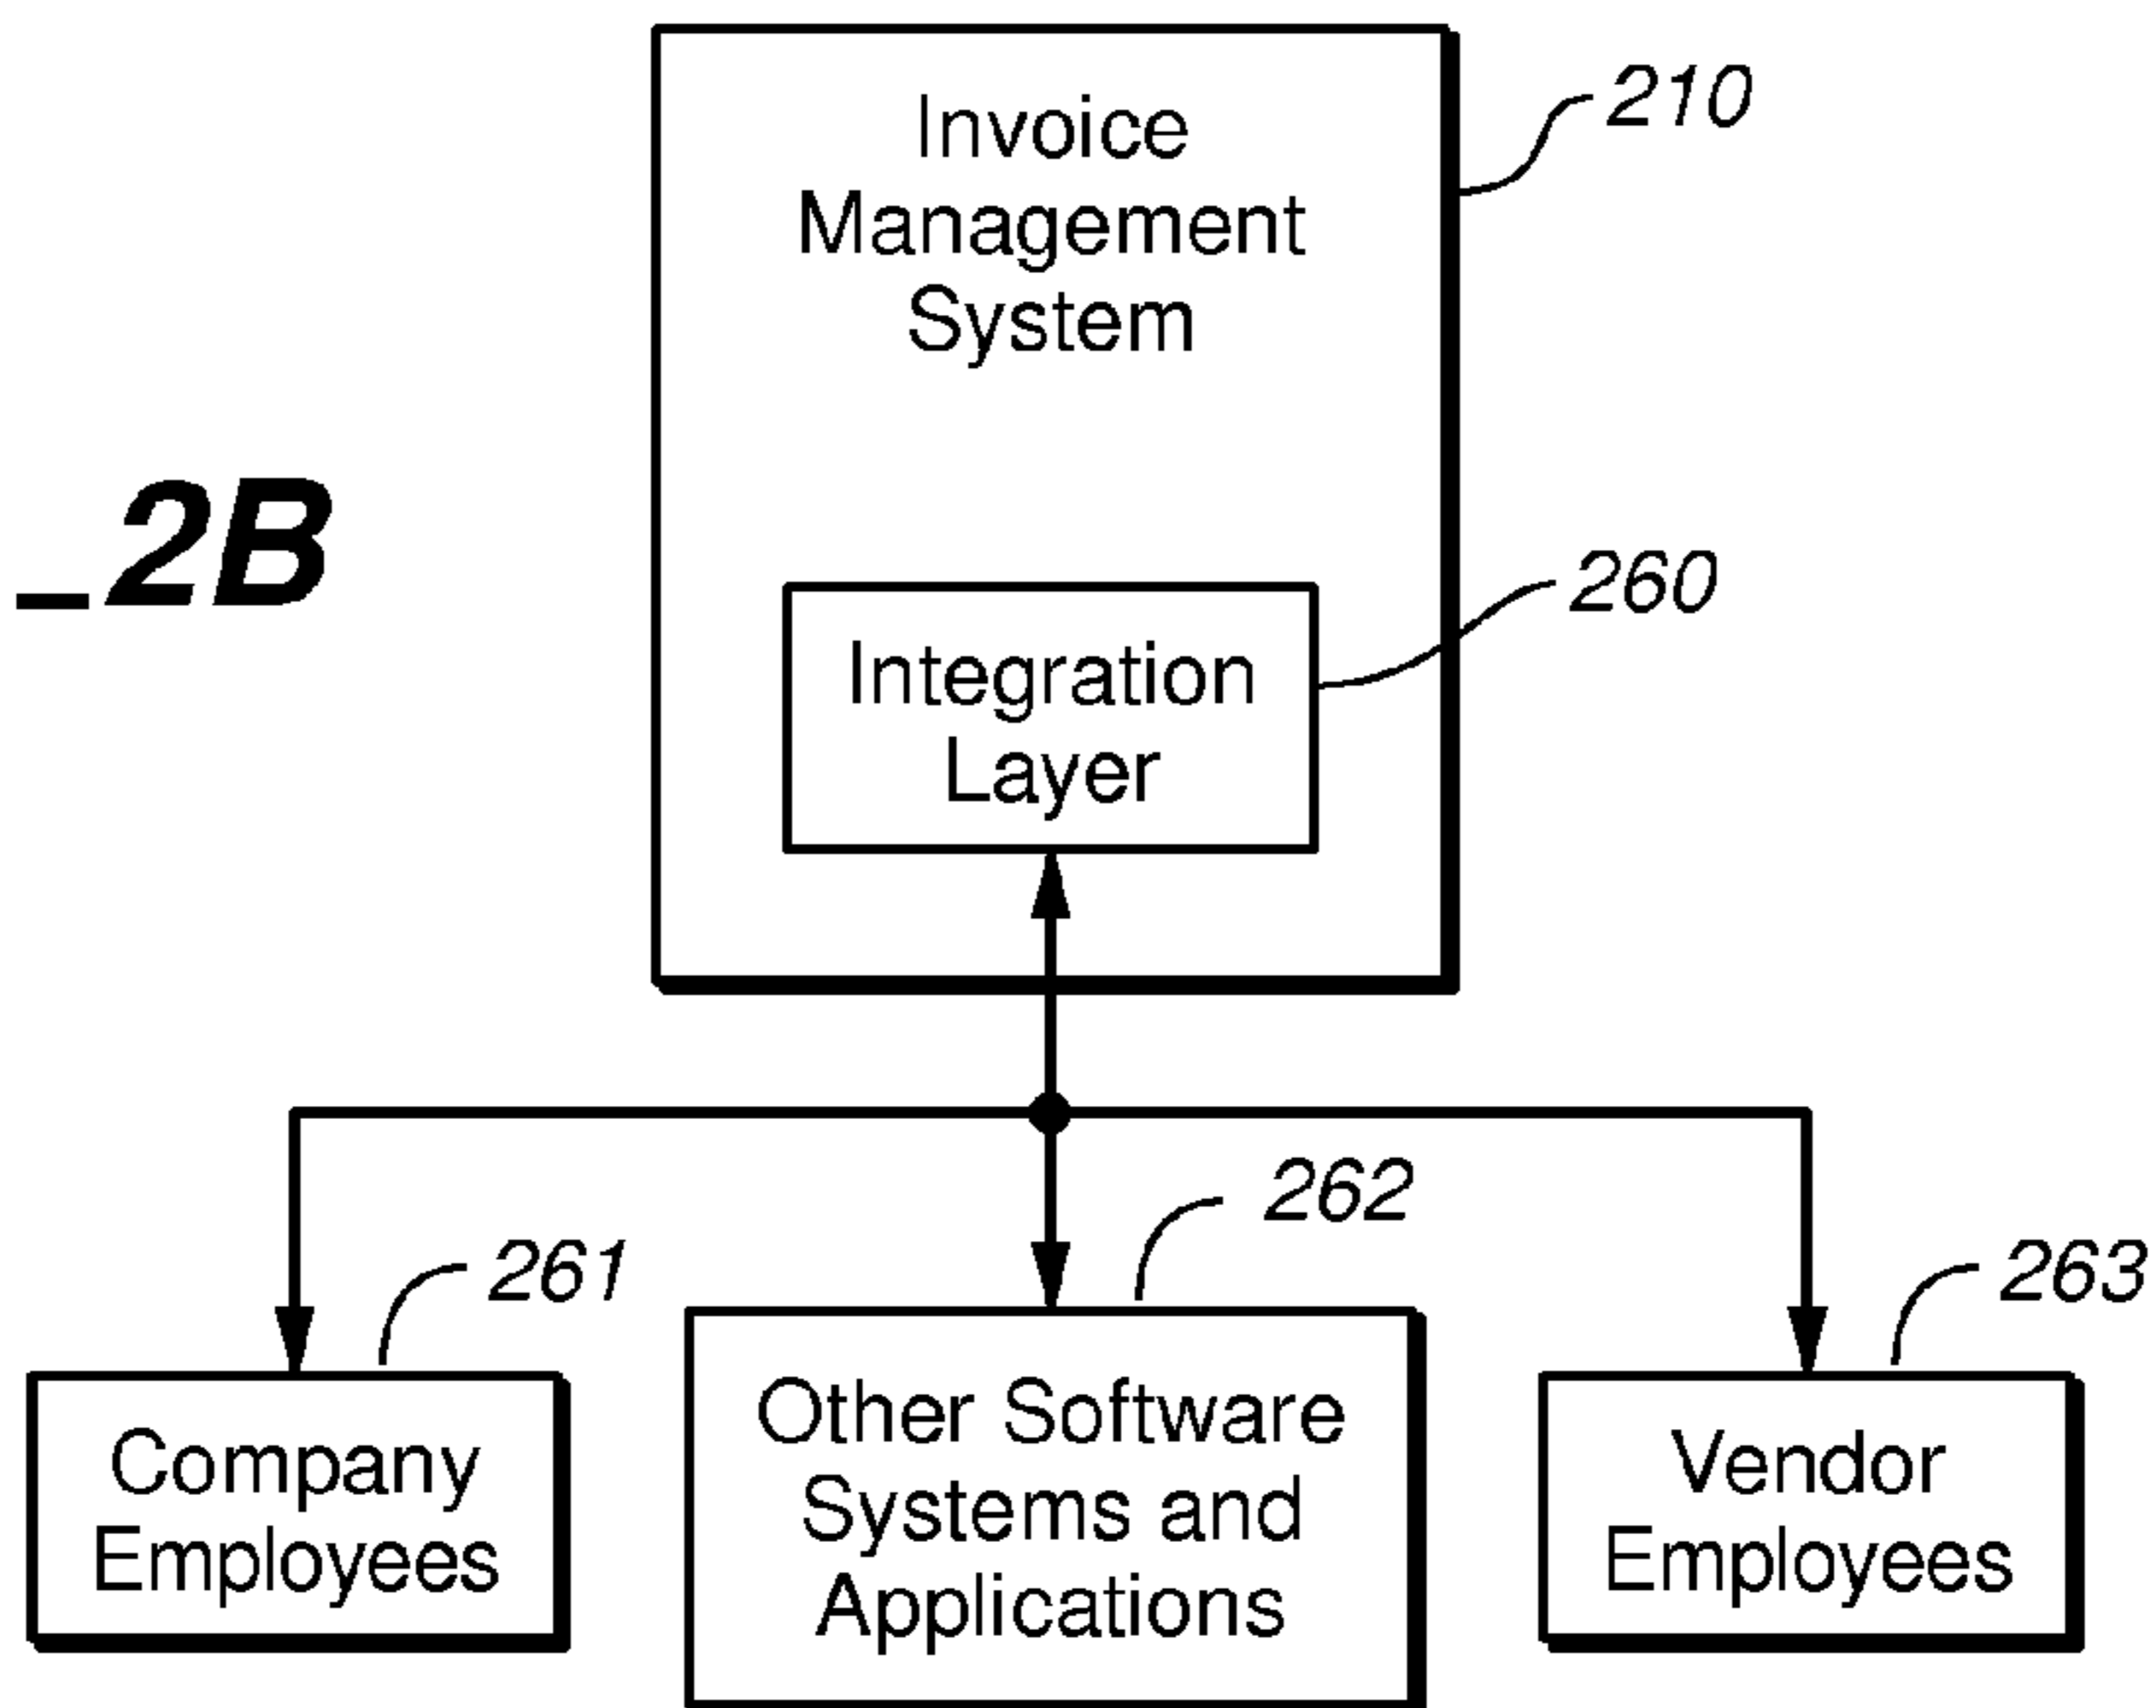 Invoice
Management
System
210
_2B
260
Integration
Layer
262
261
263
Other Software
Systems and
Applications
Company
Employees
Vendor
Employees